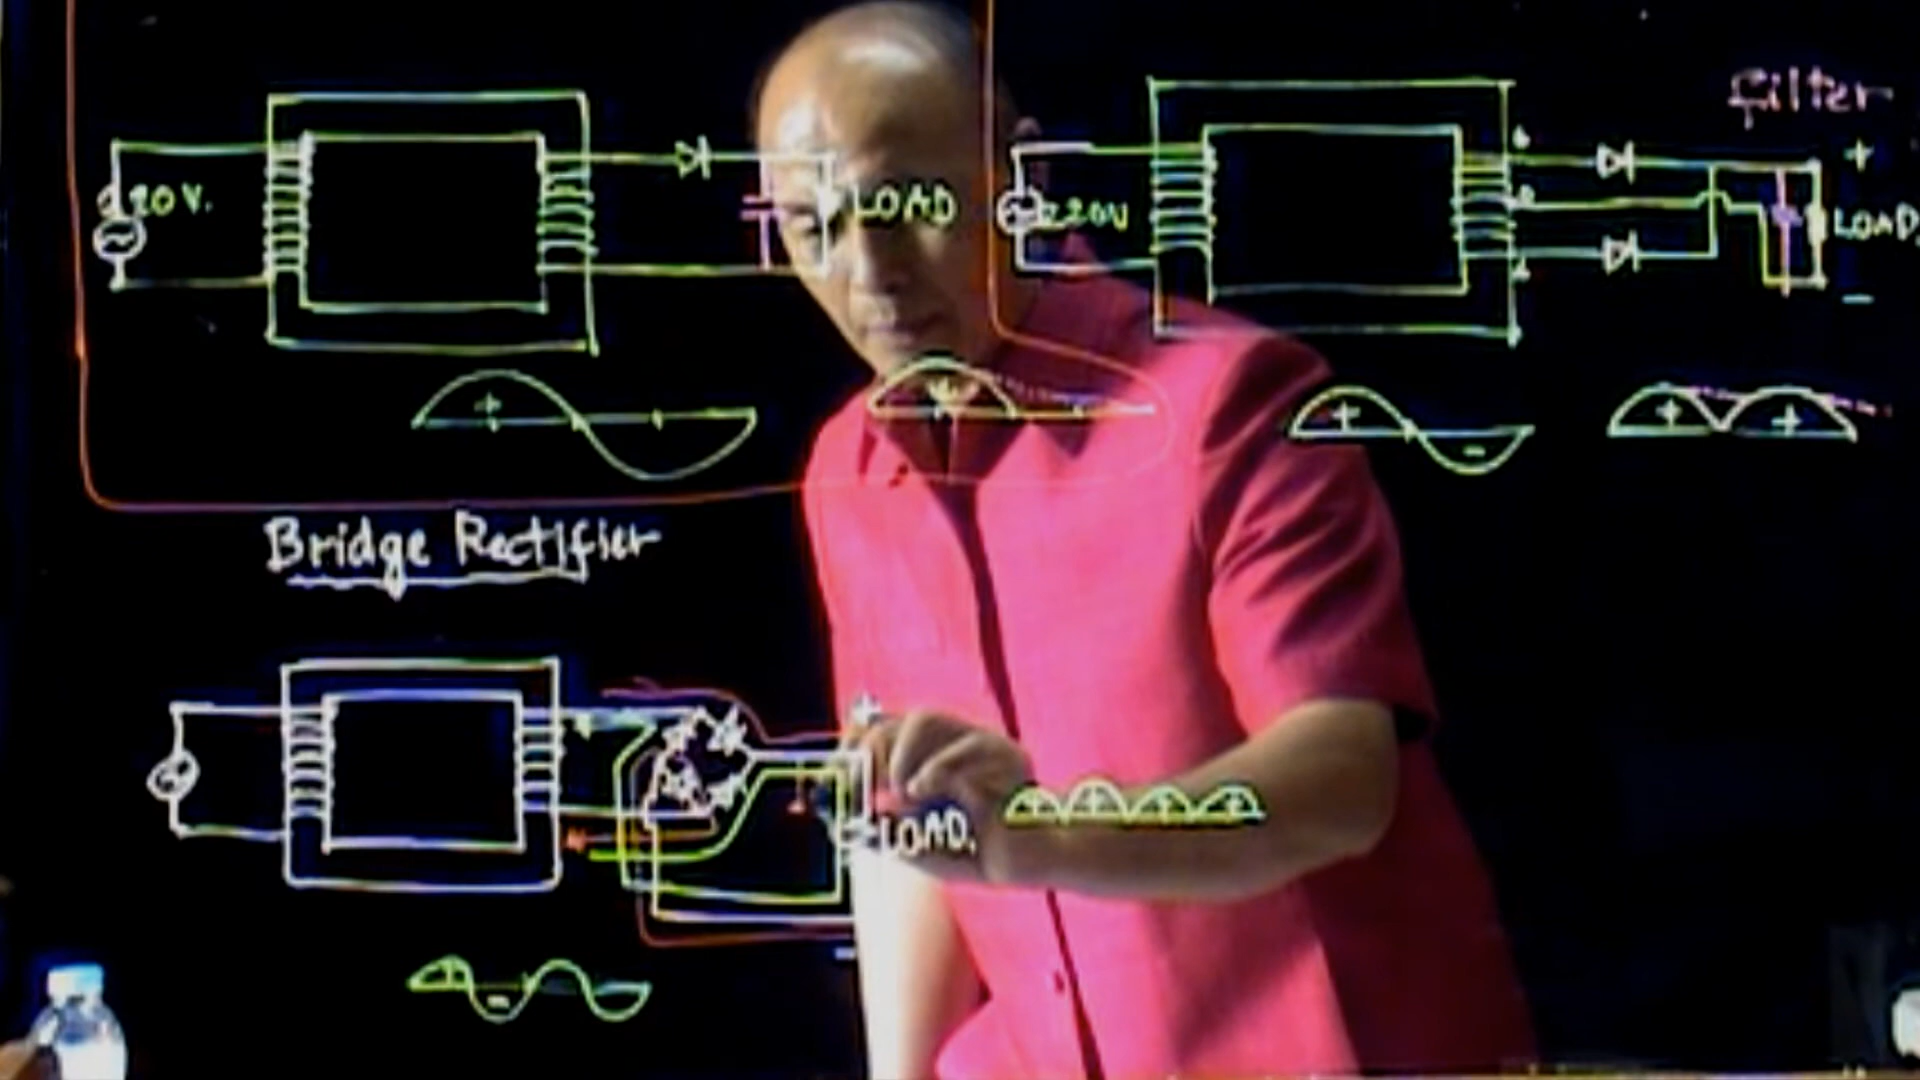 filter
220V.
LOAD
220V
+
LOAD.
-
+
+
-
+
+
Bridge Rectifier
+
LOAD.
+
+
+
+
-
+
-